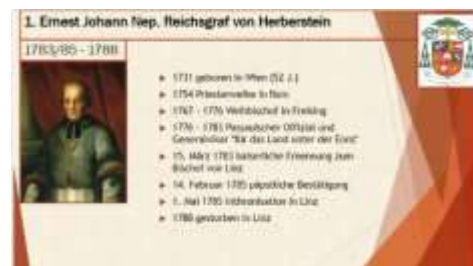 1. Ernest Johann Nep. Reichsgraf von Herberstein
1783/85 - 1788
1731 geboren in Wien (52 J.)
1754 Priesterweihe in Rom
1767 - 1776 Weihbischof in Freising
1776 - 1783 Passauischer Offizial und
Generalvikar "für das Land unter der Enns"
15. März 1783 kaiserliche Ernennung zum
Bischof von Linz
14. Februar 1785 päpstliche Bestätigung
1. Mai 1785 Inthronisation in Linz
1788 gestorben in Linz